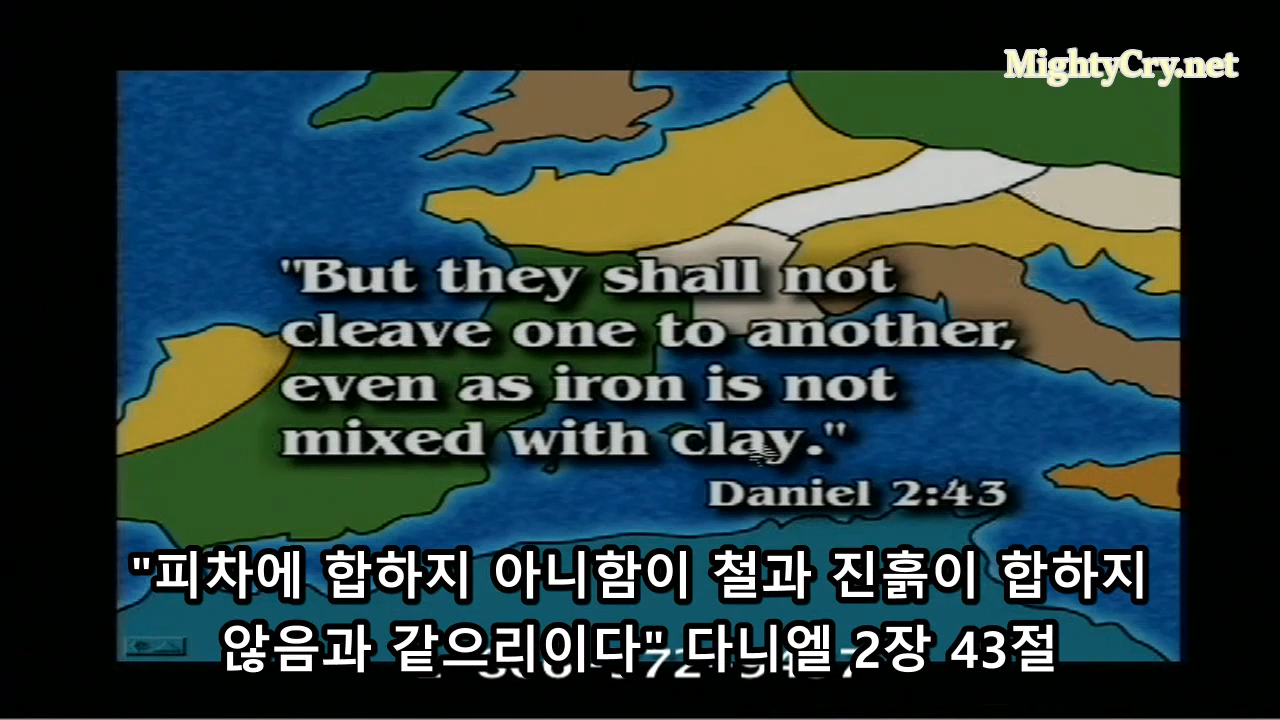 MightyCry.net
"But they shall not
cleave one to another,
even as iron is not
mixed with clay."
Daniel 2:43
"피차에 합하지 아니함이 철과 진흙이 합하지
않음과 같으리이다" 다니엘 2장 43절